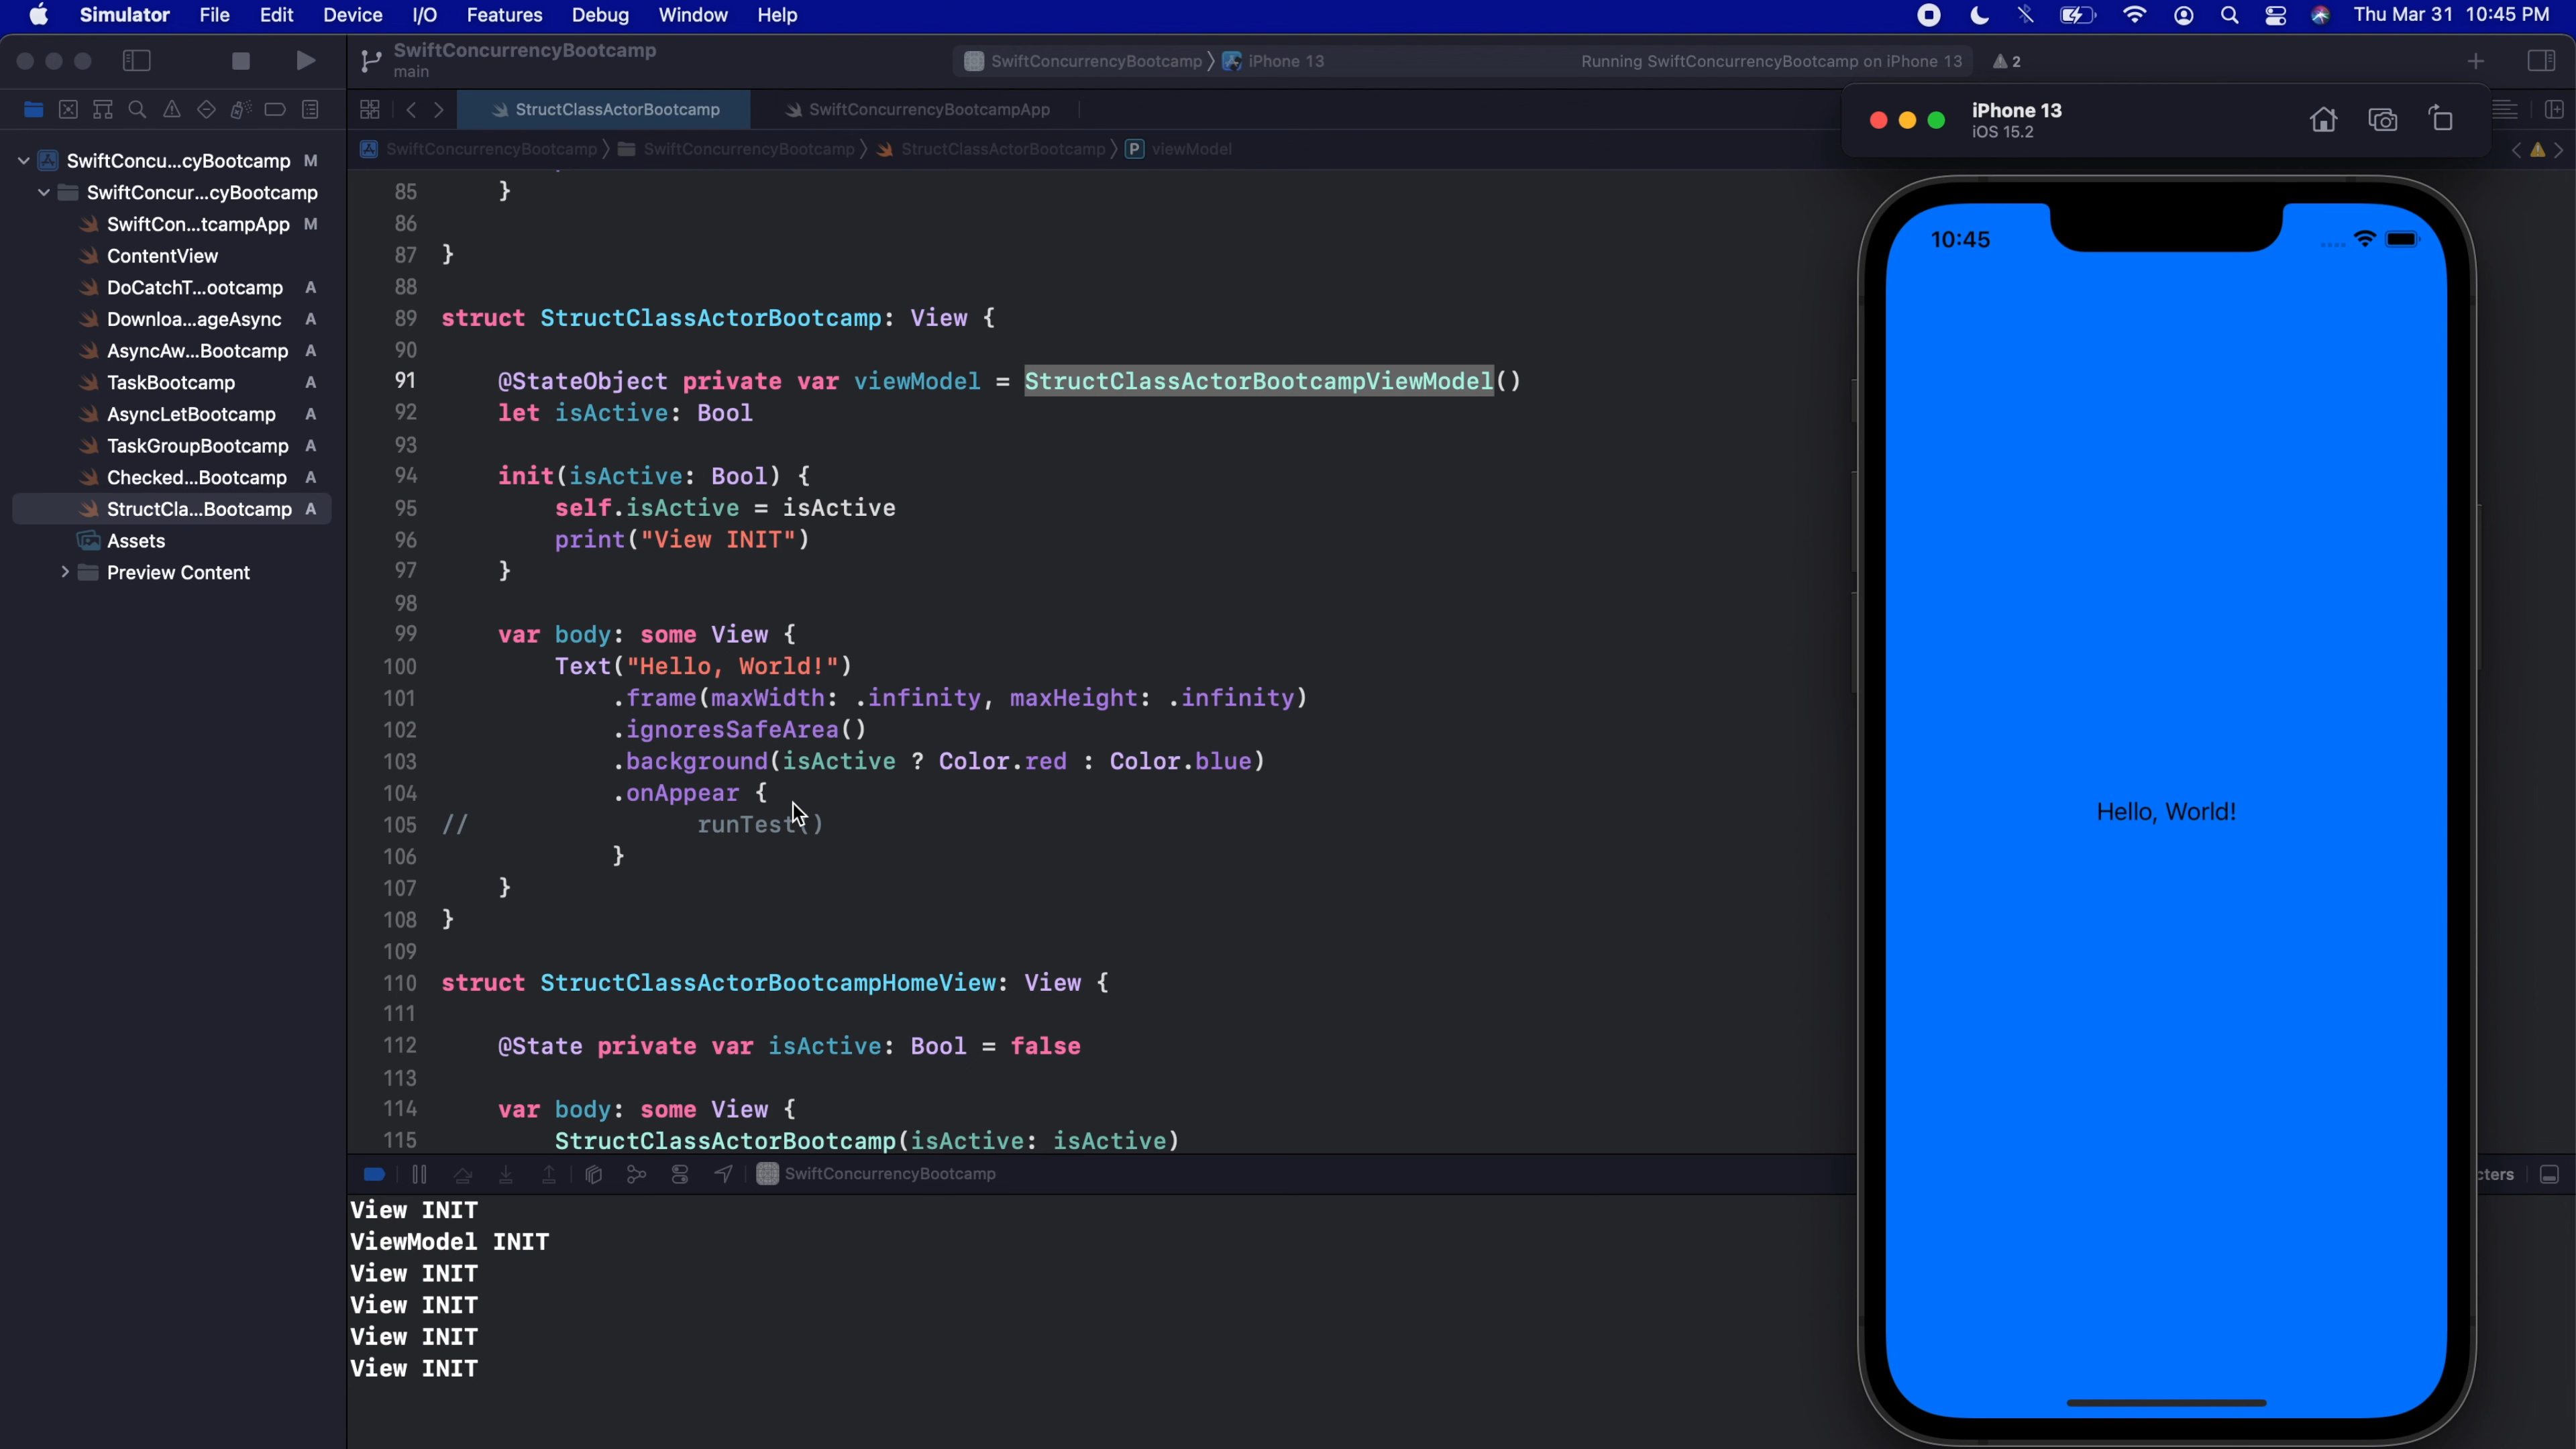 Simulator File Edit Device I/O Features Debug Window Help Thu Mar 31 10:45 PM
SwiftConcurrencyBootcamp
main
SwiftConcurrencyBootcamp iPhone 13 Running SwiftConcurrencyBootcamp on iPhone 13 2
StructClassActorBootcamp SwiftConcurrencyBootcampApp
iPhone 13
iOS 15.2
SwiftConcurrencyBootcamp SwiftConcurrencyBootcamp StructClassActorBootcamp P viewModel
SwiftConcu...cyBootcamp M
SwiftConcur...cyBootcamp
SwiftCon...tcampApp M
ContentView
DoCatchT...ootcamp A
Downloa...ageAsync A
AsyncAw...Bootcamp A
TaskBootcamp A
AsyncLetBootcamp A
TaskGroupBootcamp A
Checked...Bootcamp A
StructCla...Bootcamp A
Assets
Preview Content
85 }
86
87 }
88
89 struct StructClassActorBootcamp: View {
90
91 @StateObject private var viewModel = StructClassActorBootcampViewModel()
92 let isActive: Bool
93
94 init(isActive: Bool) {
95 self.isActive = isActive
96 print("View INIT")
97 }
98
99 var body: some View {
100 Text("Hello, World!")
101 .frame(maxWidth: .infinity, maxHeight: .infinity)
102 .ignoresSafeArea()
103 .background(isActive ? Color.red : Color.blue)
104 .onAppear {
105 // runTest()
106 }
107 }
108 }
109
110 struct StructClassActorBootcampHomeView: View {
111
112 @State private var isActive: Bool = false
113
114 var body: some View {
115 StructClassActorBootcamp(isActive: isActive)
SwiftConcurrencyBootcamp
View INIT
ViewModel INIT
View INIT
View INIT
View INIT
View INIT
10:45
Hello, World!